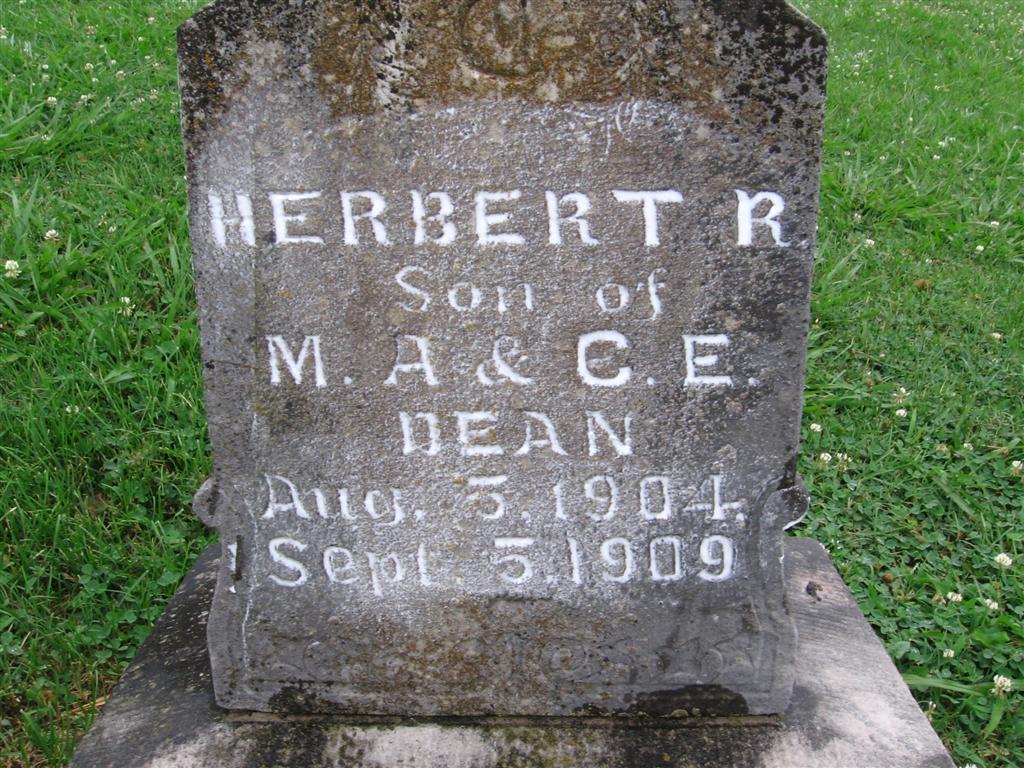 HERBERT R.
Son of
M. A & C. E.
DEAN
Aug. 5. 1904.
Sept. 5. 1909